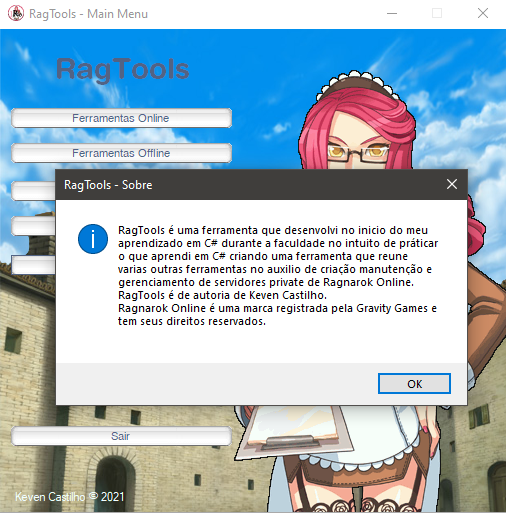 RagTools - Main Menu
RagTools
Ferramentas Online
Ferramentas Offline
RagTools - Sobre
RagTools é uma ferramenta que desenvolvi no inicio do meu
aprendizado em C# durante a faculdade no intuito de práticar
o que aprendi em C# criando uma ferramenta que reune
varias outras ferramentas no auxilio de criação manutenção e
gerenciamento de servidores private de Ragnarok Online.
RagTools é de autoria de Keven Castilho.
Ragnarok Online é uma marca registrada pela Gravity Games e
tem seus direitos reservados.
OK
Sair
Keven Castilho © 2021